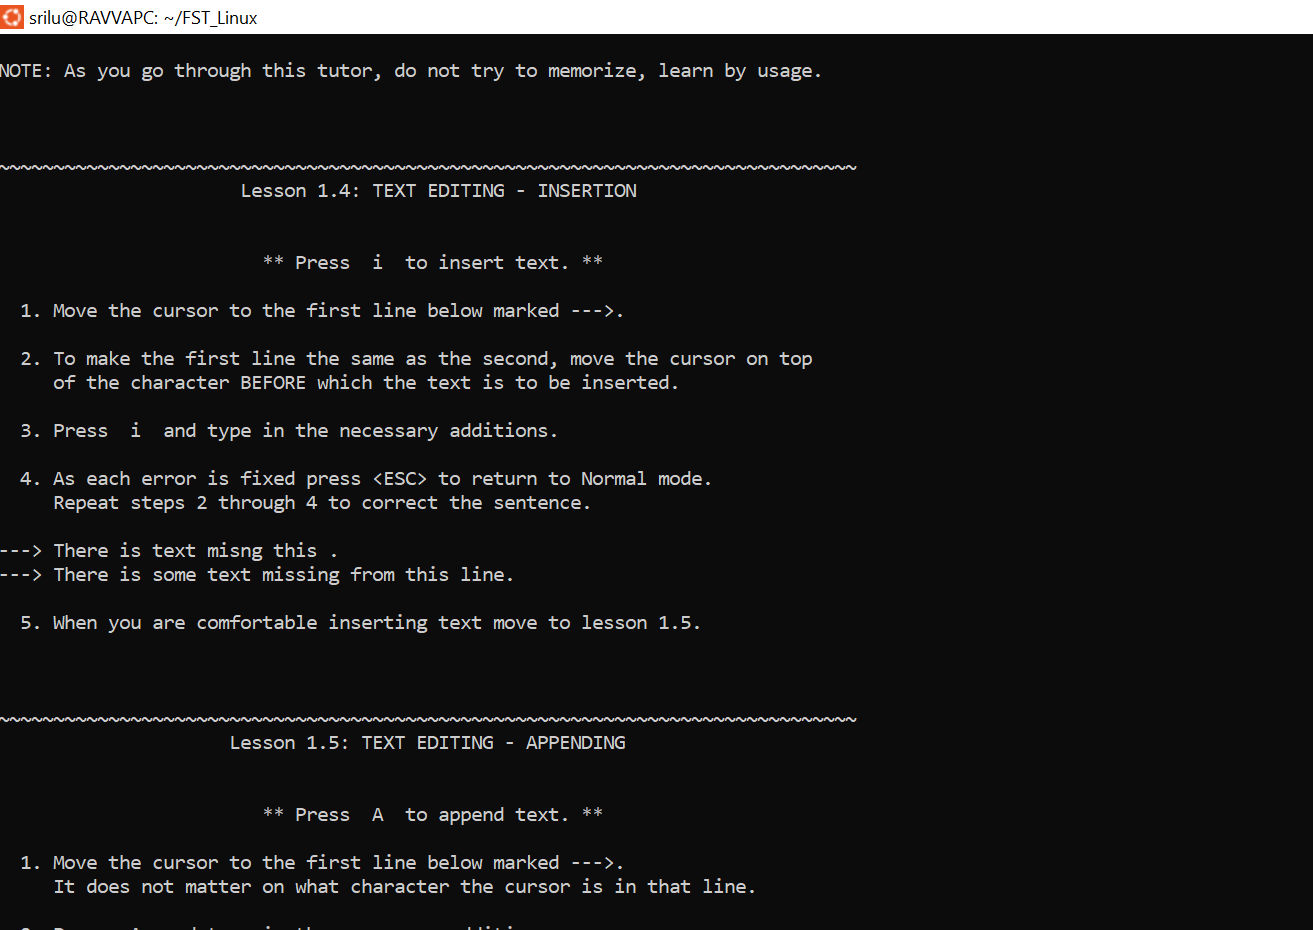 srilu@RAVVAPC: ~/FST_Linux
NOTE: As you go through this tutor, do not try to memorize, learn by usage.
~~~~~~~~~~~~~~~~~~~~~~~~~~~~~~~~~~~~~~~~~~~~~~~~~~~~~~~~~~~~~~~~~~~~~~~~~~~~~~
Lesson 1.4: TEXT EDITING - INSERTION
** Press  i  to insert text. **
1. Move the cursor to the first line below marked --->.
2. To make the first line the same as the second, move the cursor on top
of the character BEFORE which the text is to be inserted.
3. Press  i  and type in the necessary additions.
4. As each error is fixed press <ESC> to return to Normal mode.
Repeat steps 2 through 4 to correct the sentence.
---> There is text misng this .
---> There is some text missing from this line.
5. When you are comfortable inserting text move to lesson 1.5.
~~~~~~~~~~~~~~~~~~~~~~~~~~~~~~~~~~~~~~~~~~~~~~~~~~~~~~~~~~~~~~~~~~~~~~~~~~~~~~
Lesson 1.5: TEXT EDITING - APPENDING
** Press  A  to append text. **
1. Move the cursor to the first line below marked --->.
It does not matter on what character the cursor is in that line.